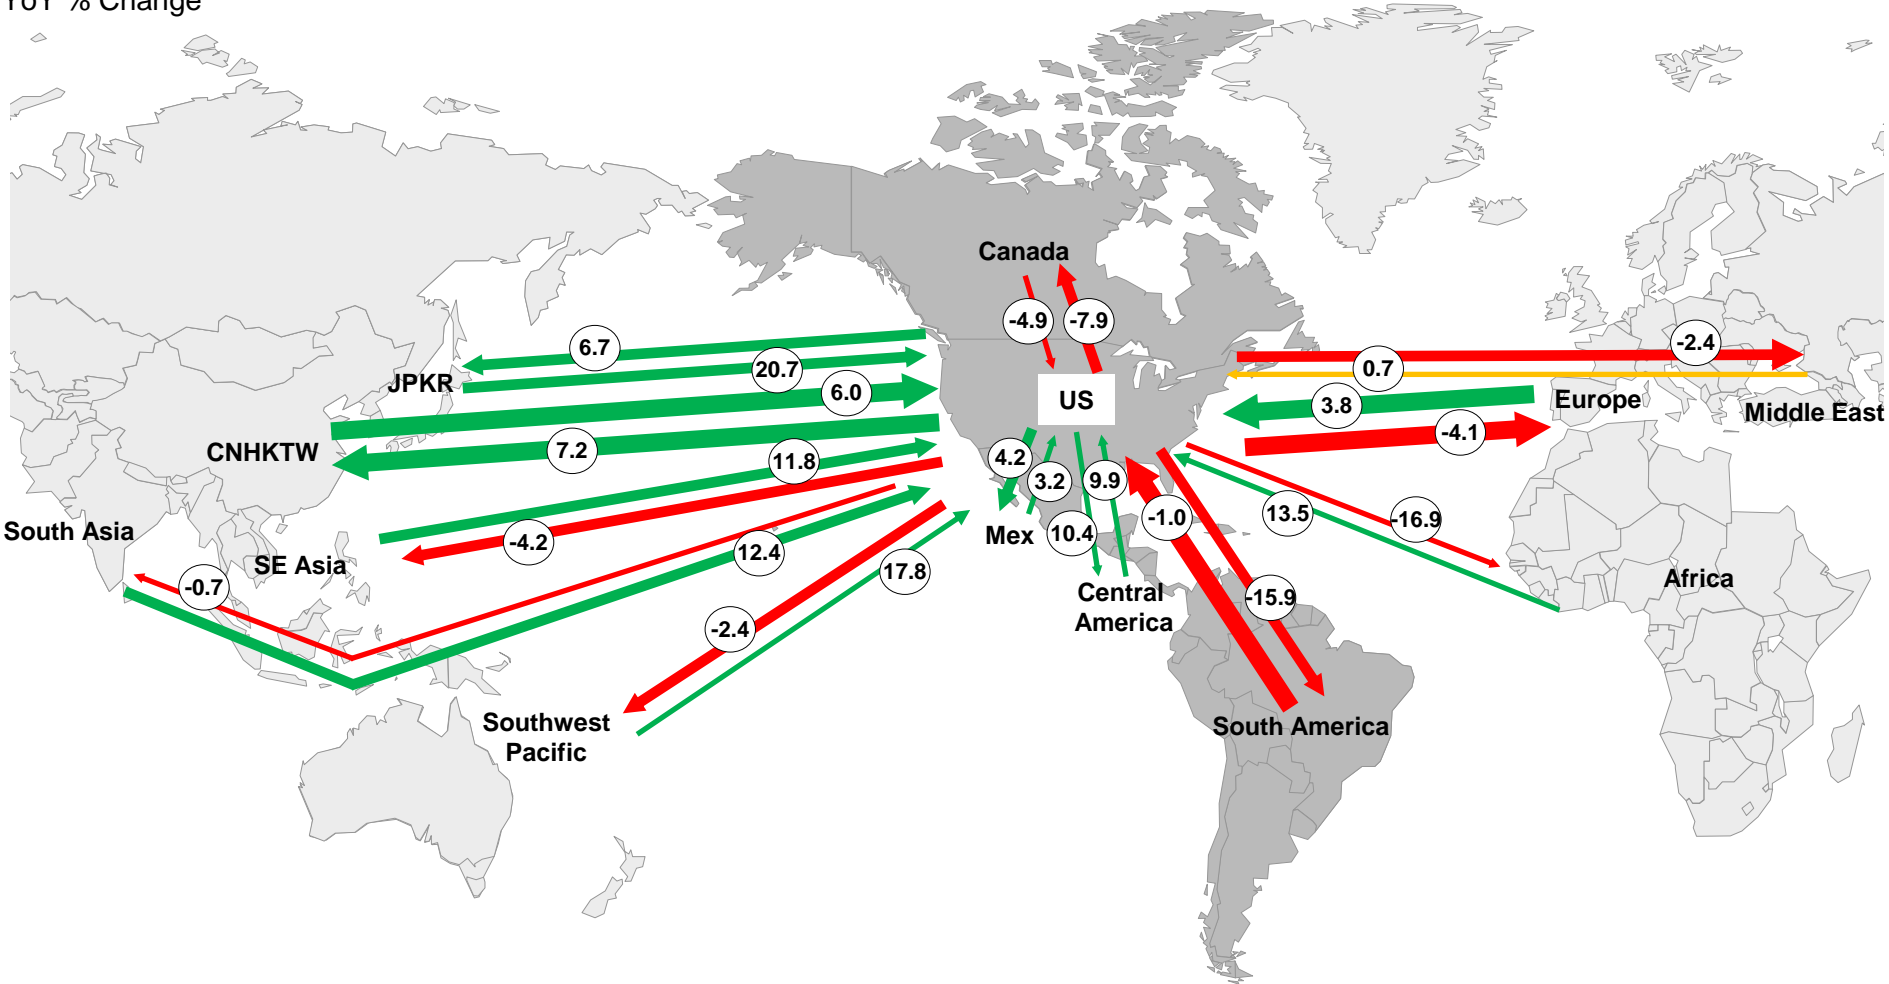 YoY % Change
Canada
-4.9
-7.9
6.7
20.7
JPKR
6.0
US
0.7
-2.4
3.8
Europe
Middle East
-4.1
CNHKTW
7.2
11.8
4.2
3.2
9.9
-1.0
13.5
-16.9
South Asia
SE Asia
-4.2
12.4
17.8
Mex
10.4
-0.7
Central
America
-15.9
Africa
-2.4
Southwest
Pacific
South America